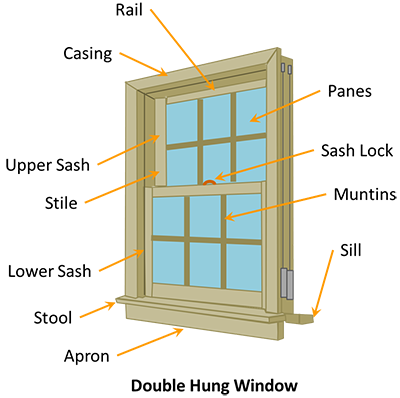 Rail
Casing
Panes
Sash Lock
Upper Sash
Muntins
Stile
Sill
Lower Sash
Stool
Apron
Double Hung Window